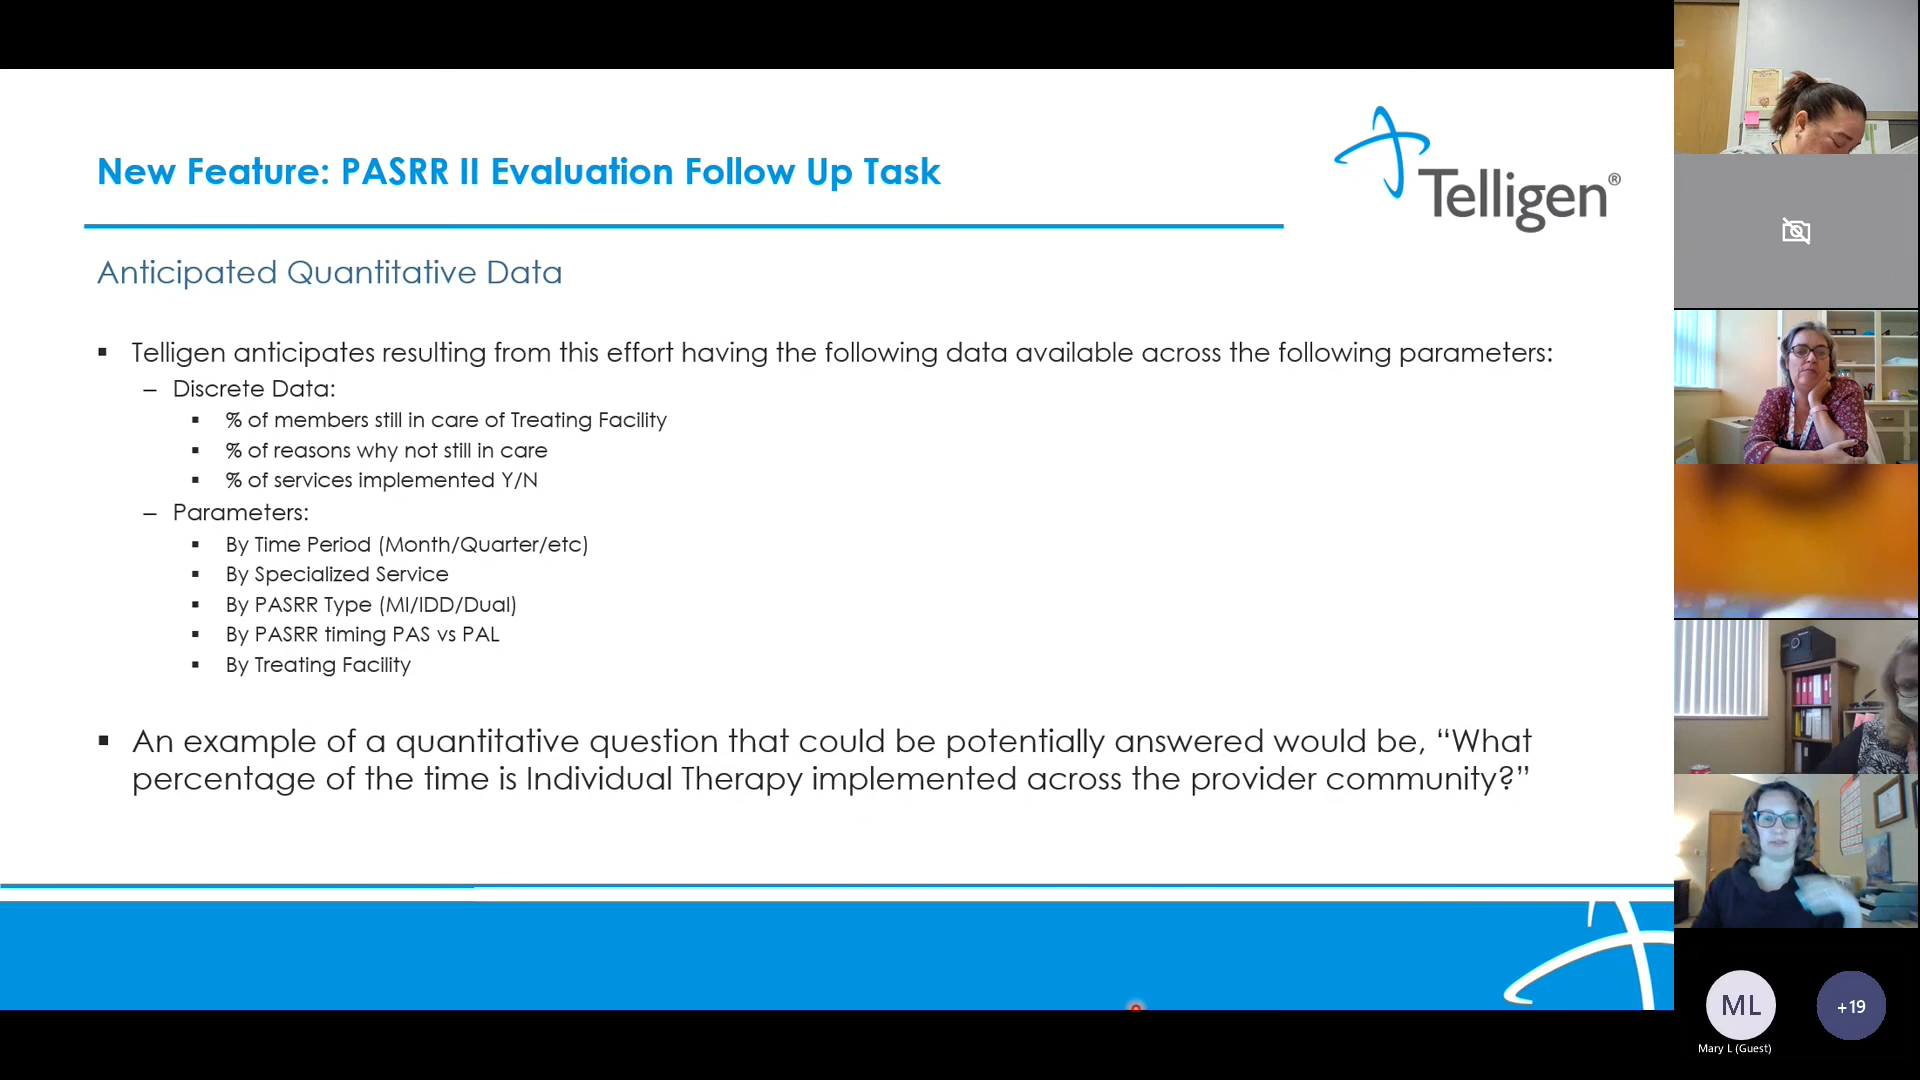 New Feature: PASRR II Evaluation Follow Up Task
Telligen®
Anticipated Quantitative Data
▪ Telligen anticipates resulting from this effort having the following data available across the following parameters:
– Discrete Data:
▪ % of members still in care of Treating Facility
▪ % of reasons why not still in care
▪ % of services implemented Y/N
– Parameters:
▪ By Time Period (Month/Quarter/etc)
▪ By Specialized Service
▪ By PASRR Type (MI/IDD/Dual)
▪ By PASRR timing PAS vs PAL
▪ By Treating Facility
▪ An example of a quantitative question that could be potentially answered would be, “What
percentage of the time is Individual Therapy implemented across the provider community?”
ML
+19
Mary L (Guest)